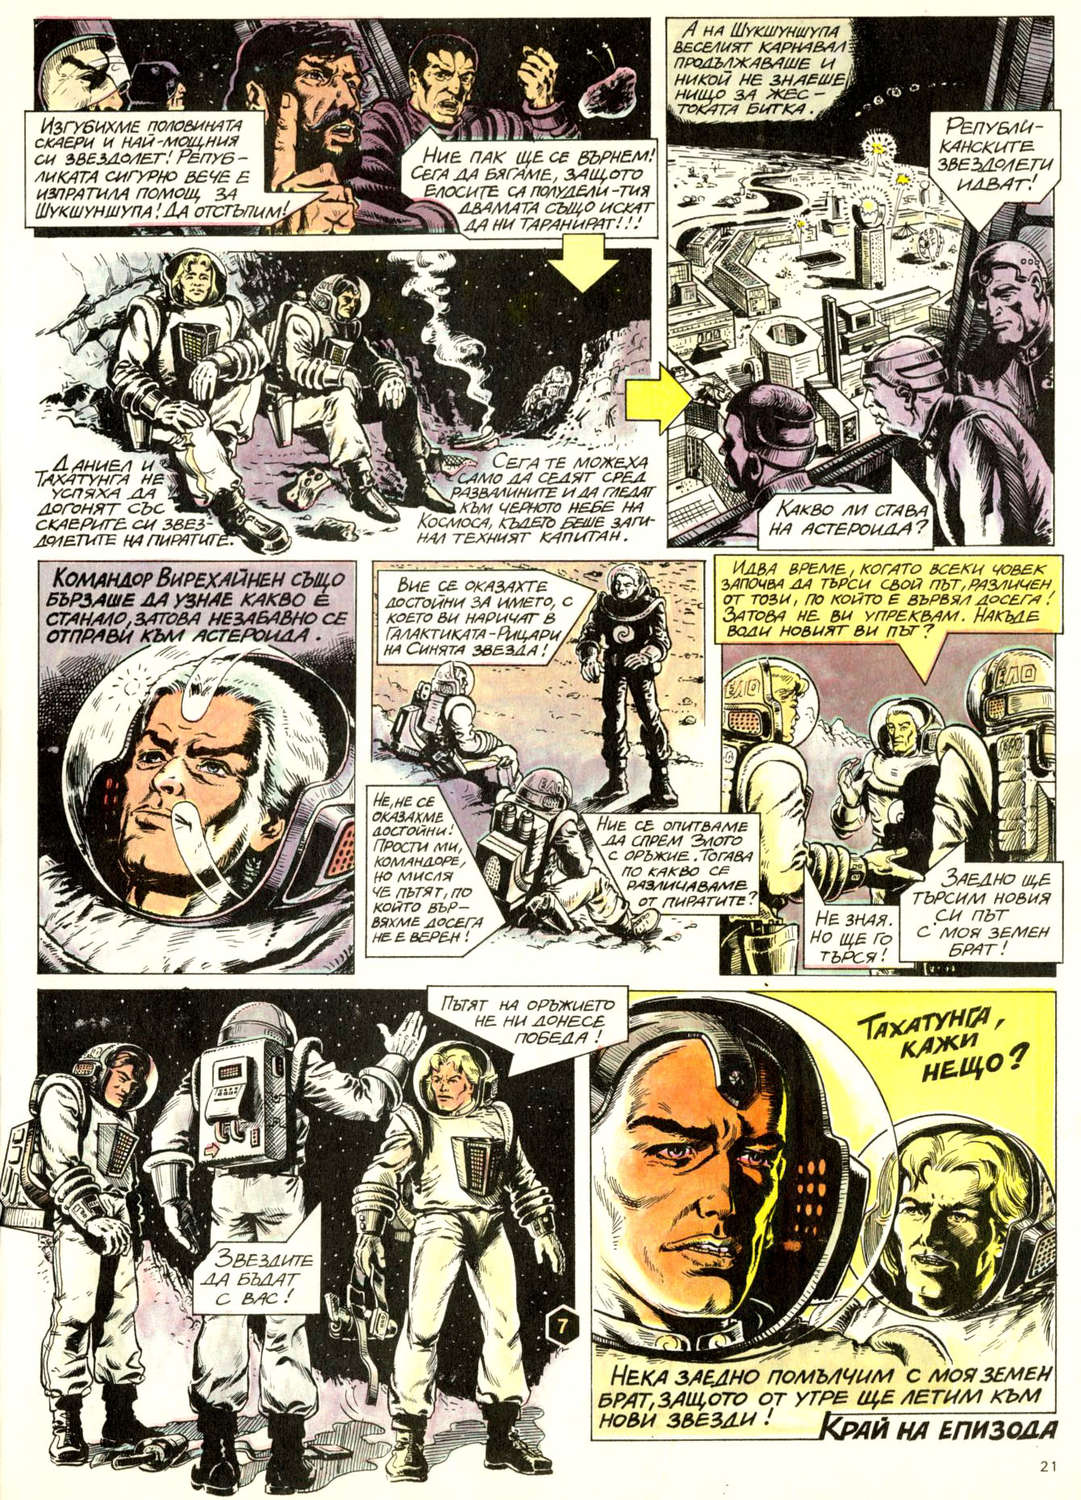 Изгубихме половината
скаери и най-мощния
си звездолет! Репуб-
ликата сигурно вече е
изпратила помощ за
Шукшуншупа! Да отстъпим!
Ние пак ще се върнем!
Сега да бягаме, защото
елосите са полудели-тия
двамата също искат
да ни таранират!!!
Даниел и
Тахатунга не
успяха да
догонят със
скаерите си звез-
долетите на пиратите.
Сега те можеха
само да седят сред
развалините и да гледат
към черното небе на
Космоса, където беше заги-
нал техният капитан.
А на Шукшуншупа
веселият карнавал
продължаваше и
никой не знаеше
нищо за жес-
токата битка.
Републи-
канските
звездолети
идват!
Какво ли става
на астероида?
Командор Вирехайнен също
бързаше да узнае какво е
станало, затова незабавно се
отправи към астероида.
Вие се оказахте
достойни за името, с
което ви наричат в
Галактиката-Рицари
на Синята звезда!
Не, не се
оказахме
достойни!
Прости ми,
командоре,
но мисля
че пътят, по
който вър-
вяхме досега
не е верен!
ЕЛО
Ние се опитваме
да спрем Злото
с оръжие. Тогава
по какво се
различаваме
от пиратите?
Идва време, когато всеки човек
започва да търси свой път, различен
от този, по който е вървял досега!
Затова не ви упреквам. Накъде
води новият ви път?
ЕЛО
ЕЛО
Не зная.
Но ще го
търся!
Заедно ще
търсим новия
си път
с моя земен
брат!
Пътят на оръжието
не ни донесе
победа!
Звездите
да бъдат
с вас!
7
Тахатунга,
кажи
нещо?
Нека заедно помълчим с моя земен
брат, защото от утре ще летим към
нови звезди!
Край на епизода
21